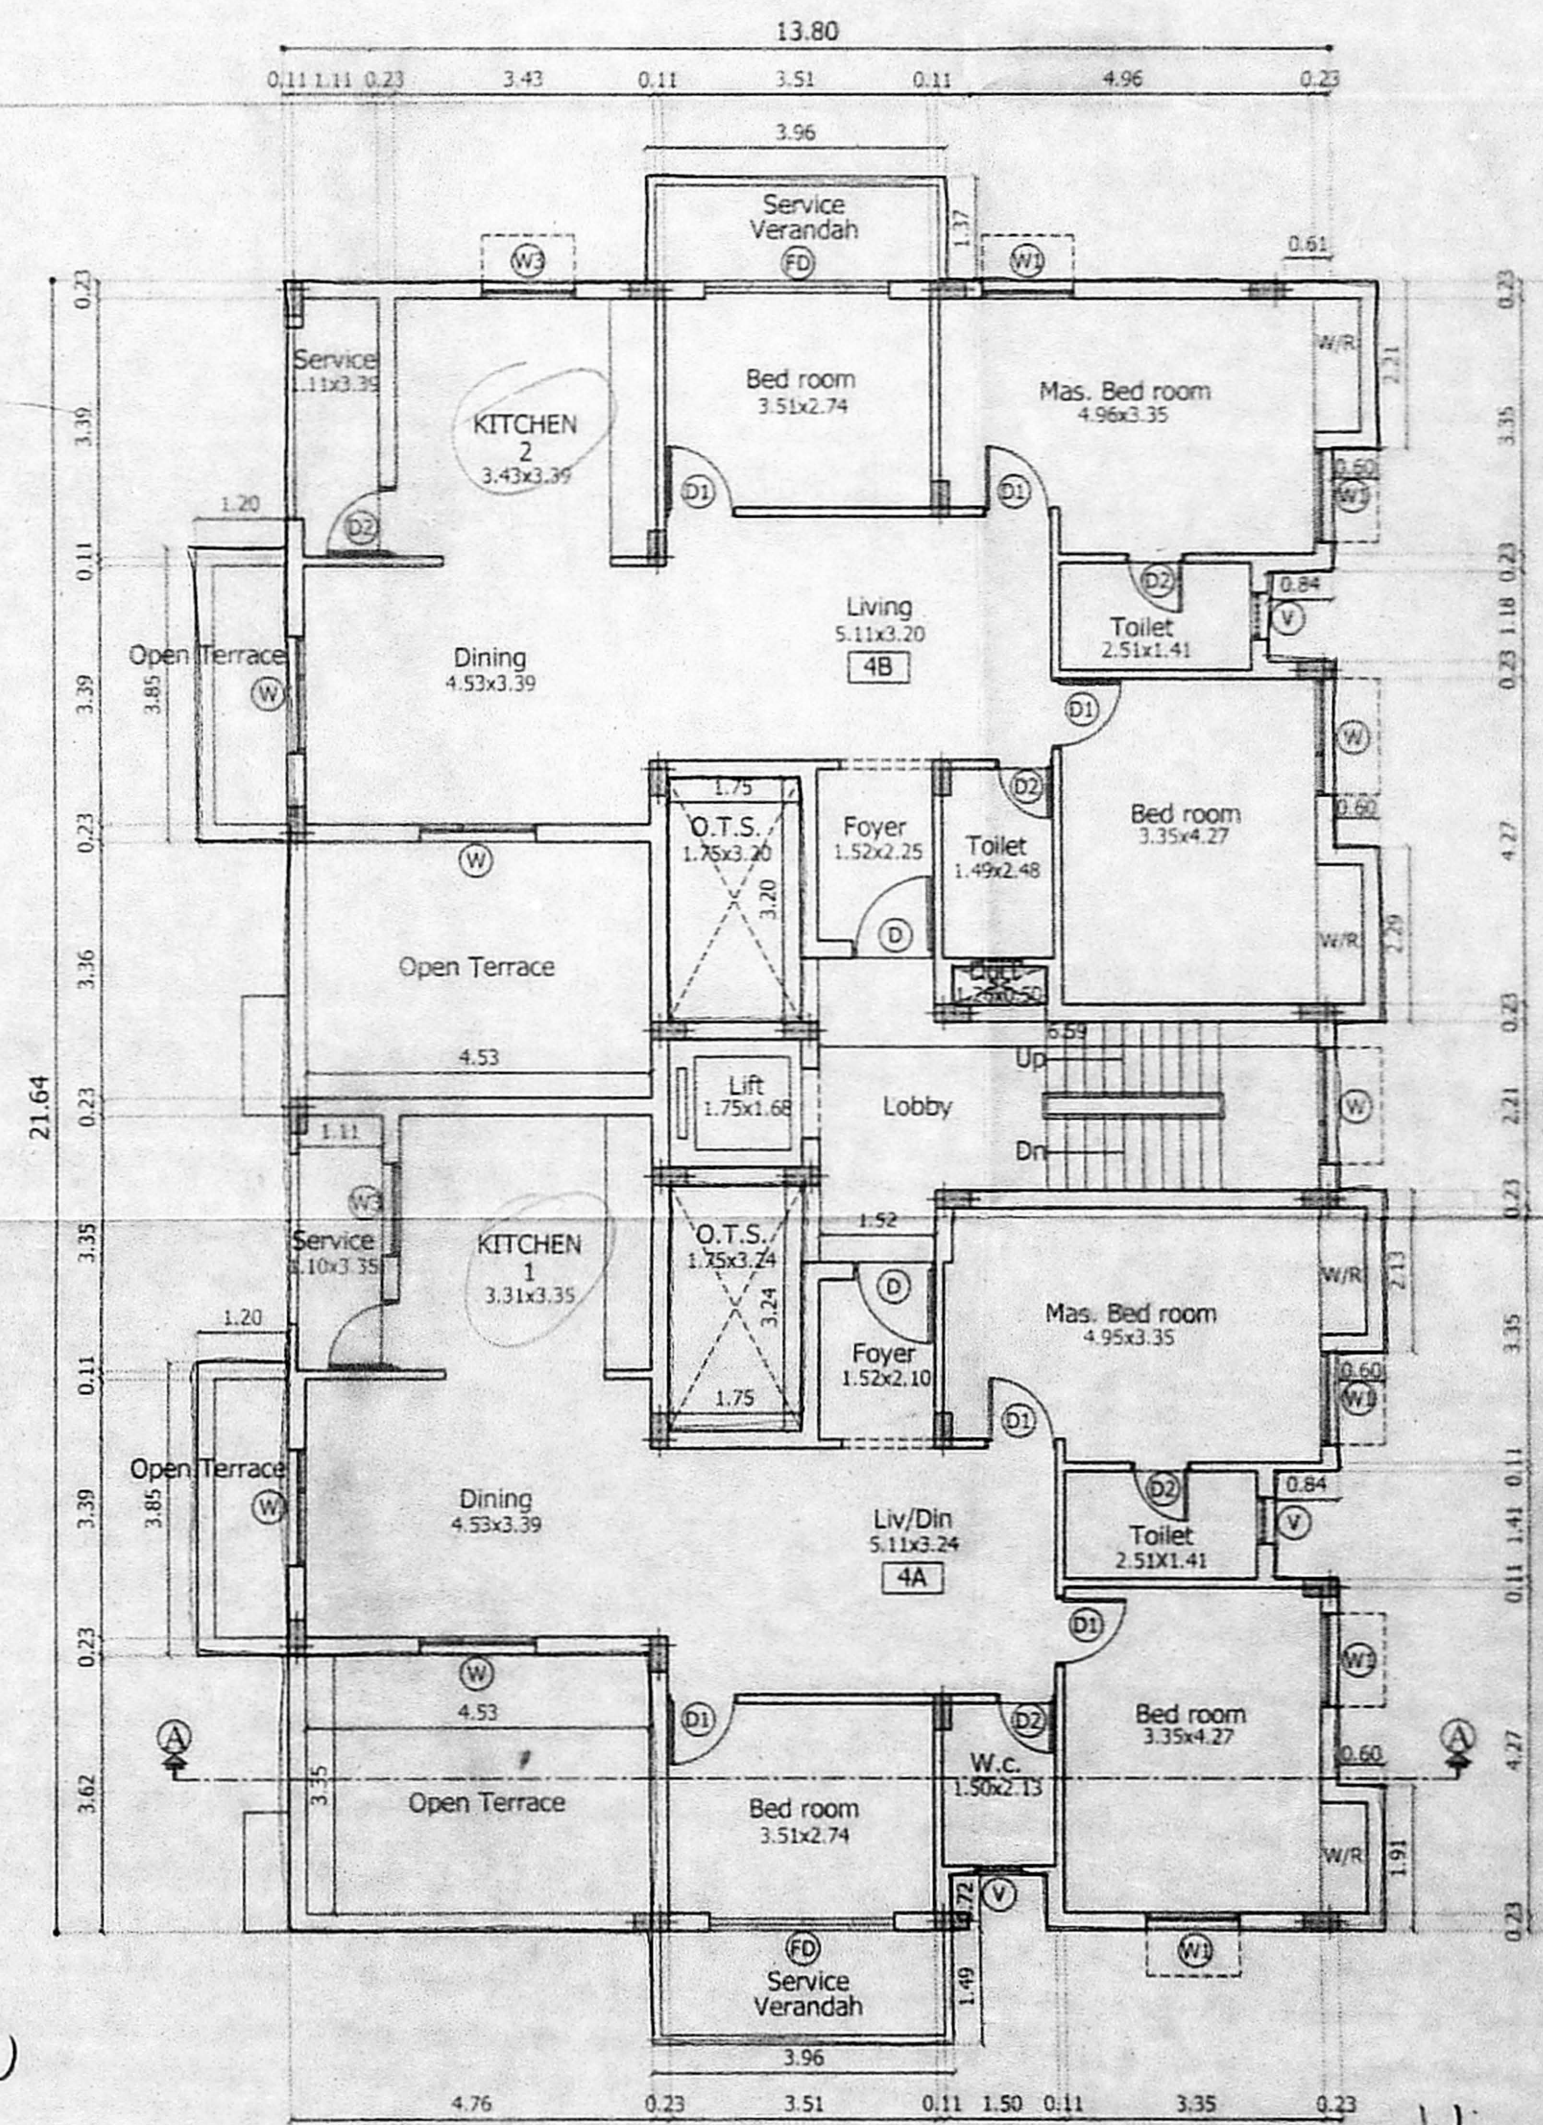 13.80
0.11 1.11 0.23 3.43 0.11 3.51 0.11 4.96 0.23
3.96
Service
Verandah
1.37
0.61
W3
FD
W1
0.23
0.23
Service
1.11x3.39
KITCHEN
2
3.43x3.39
Bed room
3.51x2.74
Mas. Bed room
4.96x3.35
W/R
2.21
3.39
3.35
D2
D1
D1
0.60
W1
1.20
0.11
0.23
D2
0.84
V
Living
5.11x3.20
4B
Toilet
2.51x1.41
1.18
Open Terrace
W
3.85
3.39
Dining
4.53x3.39
0.23
D1
W
0.60
1.75
O.T.S.
1.75x3.20
3.20
Foyer
1.52x2.25
D2
Toilet
1.49x2.48
Bed room
3.35x4.27
4.27
0.23
W
D
W/R
2.29
Open Terrace
3.36
1.26x0.50
0.23
4.53
6.59
Up
Lift
1.75x1.68
Lobby
Dn
W
2.21
21.64
0.23
1.11
W3
0.23
Service
1.10x3.35
KITCHEN
1
3.31x3.35
O.T.S.
1.75x3.24
3.24
1.75
1.52
D
Foyer
1.52x2.10
Mas. Bed room
4.95x3.35
W/R
2.13
3.35
3.35
1.20
0.11
0.60
W1
D1
0.11
Open Terrace
W
3.85
3.39
Dining
4.53x3.39
Liv/Din
5.11x3.24
4A
D2
Toilet
2.51X1.41
0.84
V
1.41
0.11
0.23
D1
W1
W
4.53
D1
D2
A
A
Bed room
3.35x4.27
0.60
4.27
W.c.
1.50x2.13
3.62
3.35
Open Terrace
Bed room
3.51x2.74
W/R
1.91
0.72
V
0.23
FD
W1
Service
Verandah
1.49
3.96
4.76 0.23 3.51 0.11 1.50 0.11 3.35 0.23